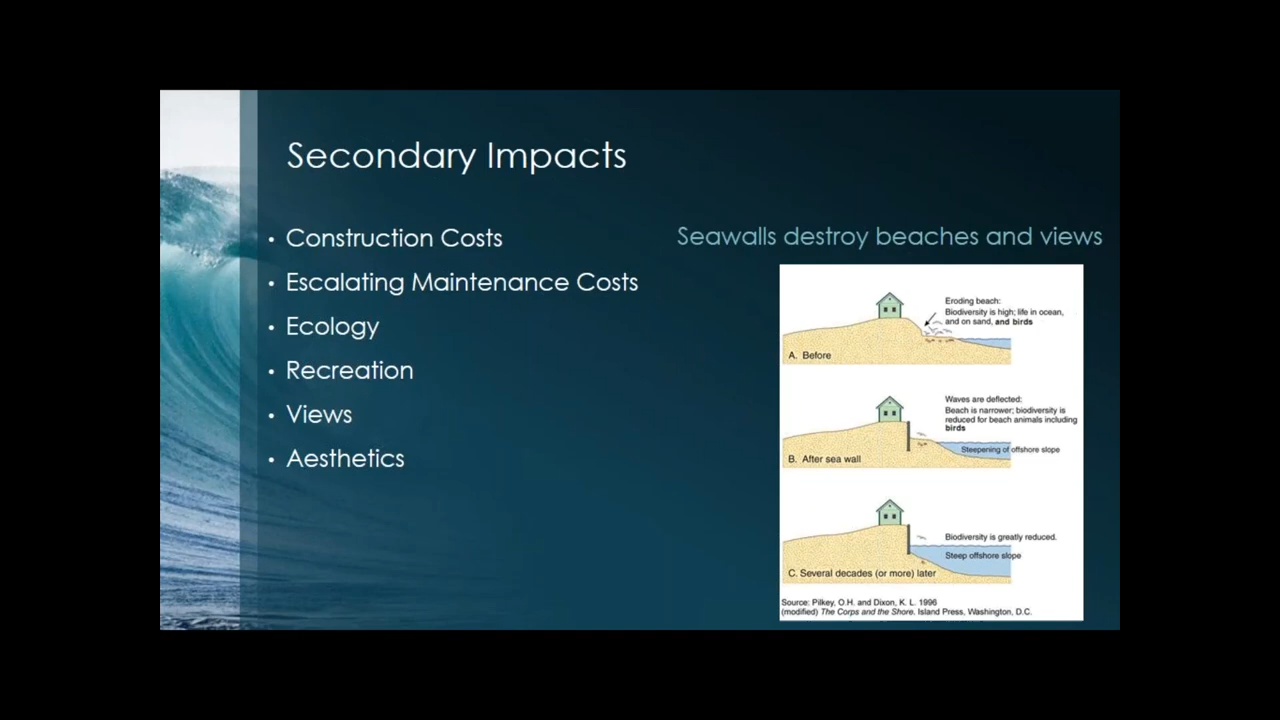 Secondary Impacts
• Construction Costs
• Escalating Maintenance Costs
• Ecology
• Recreation
• Views
• Aesthetics
Seawalls destroy beaches and views
Eroding beach:
Biodiversity is high; life in ocean,
and on sand, and birds
A. Before
Waves are deflected:
Beach is narrower; biodiversity is
reduced for beach animals including
birds
Steepening of offshore slope
B. After sea wall
Biodiversity is greatly reduced.
Steep offshore slope
C. Several decades (or more) later
Source: Pilkey, O.H. and Dixon, K. L. 1996
(modified) The Corps and the Shore. Island Press, Washington, D.C.